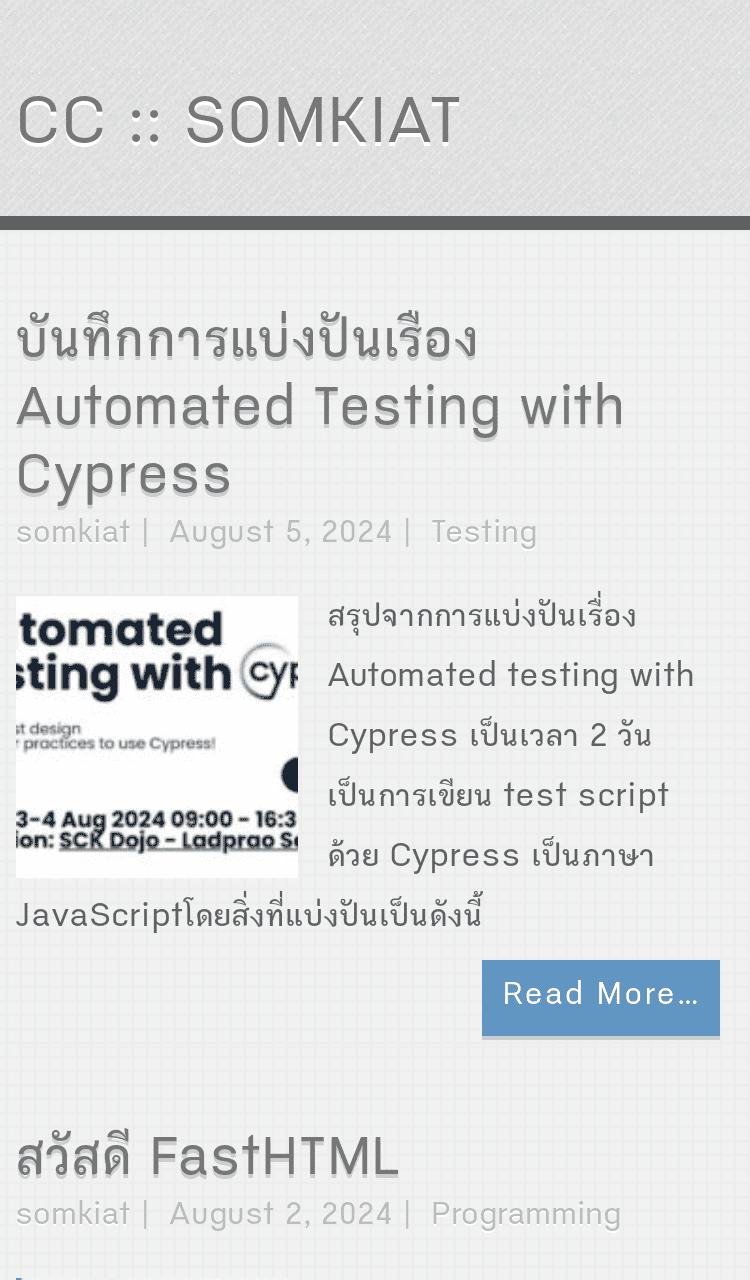 CC :: SOMKIAT
บันทึกการแบ่งปันเรื่อง
Automated Testing with
Cypress
somkiat | August 5, 2024 | Testing
tomated
sting with cyp
st design
r practices to use Cypress!
3-4 Aug 2024 09:00 - 16:3
ion: SCK Dojo - Ladprao S
สรุปจากการแบ่งปันเรื่อง
Automated testing with
Cypress เป็นเวลา 2 วัน
เป็นการเขียน test script
ด้วย Cypress เป็นภาษา
JavaScriptโดยสิ่งที่แบ่งปันเป็นดังนี้
Read More...
สวัสดี FastHTML
somkiat | August 2, 2024 | Programming